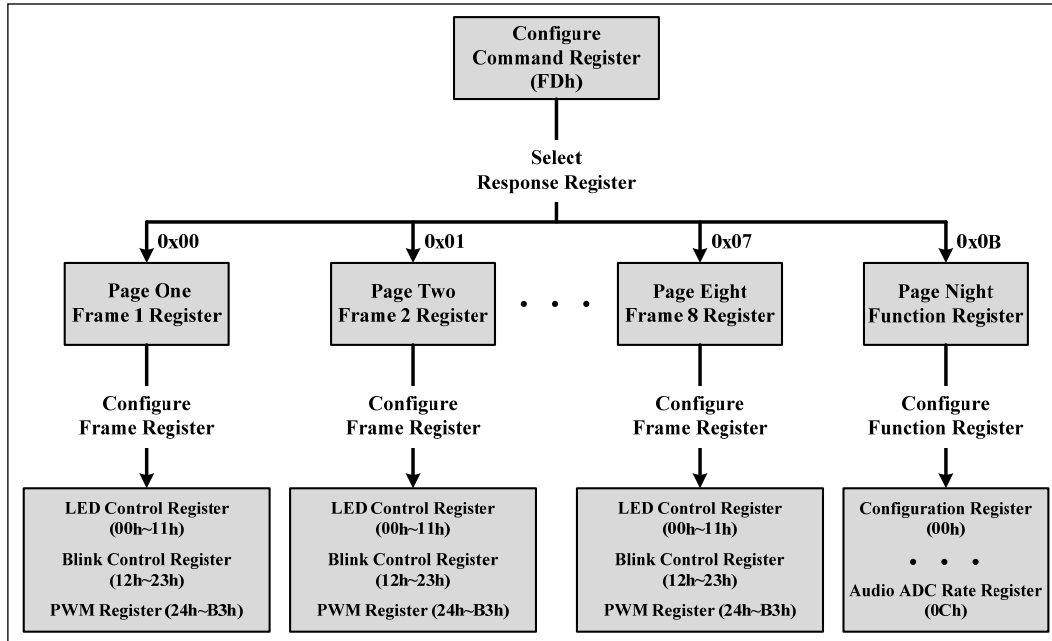 Configure
Command Register
(FDh)
Select
Response Register
0x00
0x01
0x07
0x0B
Page One
Frame 1 Register
Page Two
Frame 2 Register
. . .
Page Eight
Frame 8 Register
Page Night
Function Register
Configure
Frame Register
Configure
Frame Register
Configure
Frame Register
Configure
Function Register
LED Control Register
(00h~11h)
Blink Control Register
(12h~23h)
PWM Register (24h~B3h)
LED Control Register
(00h~11h)
Blink Control Register
(12h~23h)
PWM Register (24h~B3h)
LED Control Register
(00h~11h)
Blink Control Register
(12h~23h)
PWM Register (24h~B3h)
Configuration Register
(00h)
. . .
Audio ADC Rate Register
(0Ch)